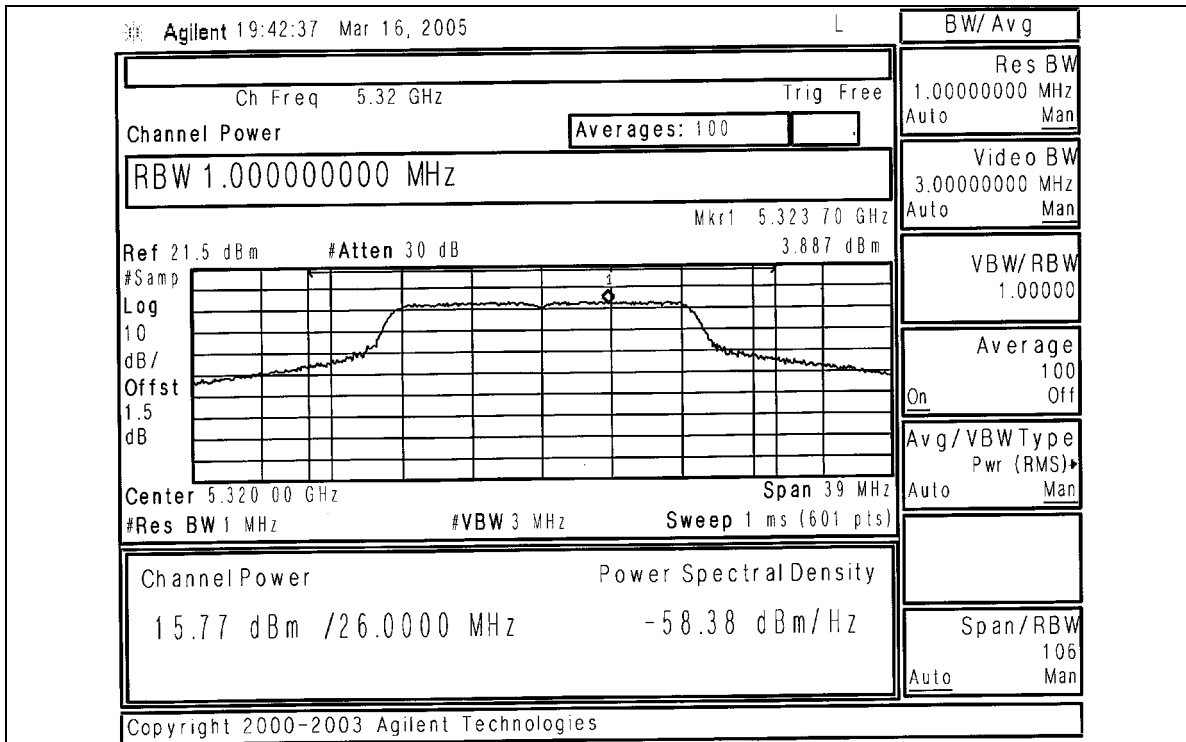 Agilent 19:42:37 Mar 16, 2005 L
Ch Freq 5.32 GHz Trig Free
Channel Power Averages: 100
RBW 1.000000000 MHz
Mkr1 5.323 70 GHz
Ref 21.5 dBm #Atten 30 dB 3.887 dBm
#Samp
Log
10
dB/
Offst
1.5
dB
1
Center 5.320 00 GHz Span 39 MHz
#Res BW 1 MHz #VBW 3 MHz Sweep 1 ms (601 pts)
Channel Power Power Spectral Density
15.77 dBm /26.0000 MHz -58.38 dBm/Hz
Copyright 2000-2003 Agilent Technologies
BW/Avg
Res BW
1.00000000 MHz
Auto Man
Video BW
3.00000000 MHz
Auto Man
VBW/RBW
1.00000
Average
100
On Off
Avg/VBW Type
Pwr (RMS)
Auto Man
Span/RBW
106
Auto Man